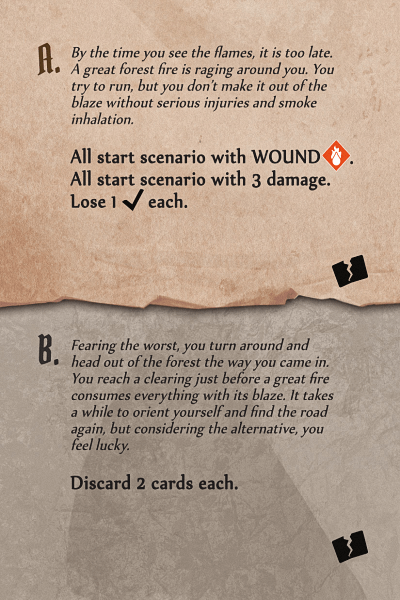 A.
By the time you see the flames, it is too late.
A great forest fire is raging around you. You
try to run, but you don't make it out of the
blaze without serious injuries and smoke
inhalation.
All start scenario with WOUND.
All start scenario with 3 damage.
Lose 1 ✓ each.
B.
Fearing the worst, you turn around and
head out of the forest the way you came in.
You reach a clearing just before a great fire
consumes everything with its blaze. It takes
a while to orient yourself and find the road
again, but considering the alternative, you
feel lucky.
Discard 2 cards each.